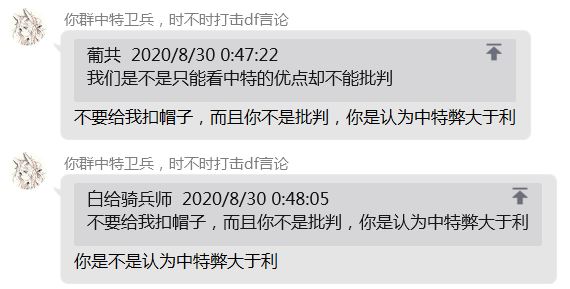 你群中特卫兵，时不时打击df言论
葡共 2020/8/30 0:47:22
我们是不是只能看中特的优点却不能批判
不要给我扣帽子，而且你不是批判，你是认为中特弊大于利
你群中特卫兵，时不时打击df言论
白给骑兵师 2020/8/30 0:48:05
不要给我扣帽子，而且你不是批判，你是认为中特弊大于利
你是不是认为中特弊大于利